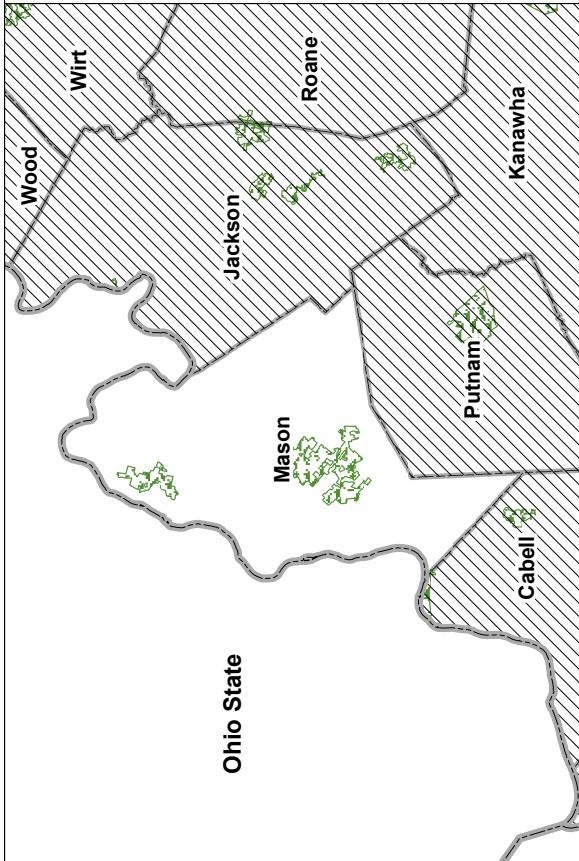 Ohio State
Wood
Wirt
Jackson
Roane
Mason
Putnam
Kanawha
Cabell